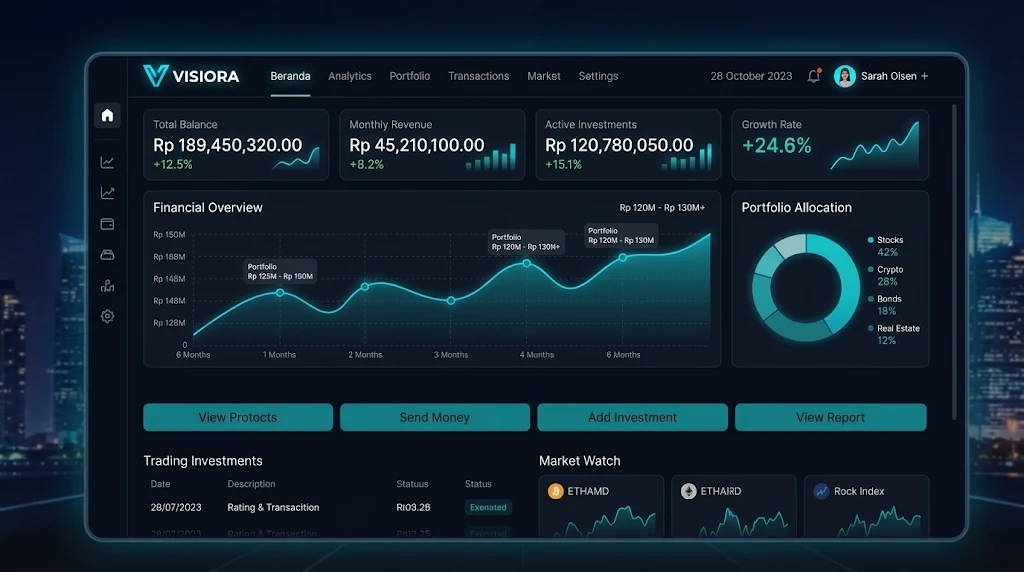 VISIORA
Beranda Analytics Portfolio Transactions Market Settings
28 October 2023 Sarah Olsen +
Total Balance
Rp 189,450,320.00
+12.5%
Monthly Revenue
Rp 45,210,100.00
+8.2%
Active Investments
Rp 120,780,050.00
+15.1%
Growth Rate
+24.6%
Financial Overview
Rp 120M - Rp 130M+
Rp 150M
Rp 168M
Rp 148M
Rp 148M
Rp 128M
0
Portfolio
Rp 125M - Rp 190M
Portfolio
Rp 120M - Rp 130M+
Portfolio
Rp 120M - Rp 130M
6 Months 1 Months 2 Months 3 Months 4 Months 6 Months
Portfolio Allocation
Stocks
42%
Crypto
28%
Bonds
18%
Real Estate
12%
View Protocts
Send Money
Add Investment
View Report
Trading Investments
Date Description Statuus Status
28/07/2023 Rating & Transacition RI03.26 Exenated
Market Watch
ETHAMD
ETHAIRD
Rock Index